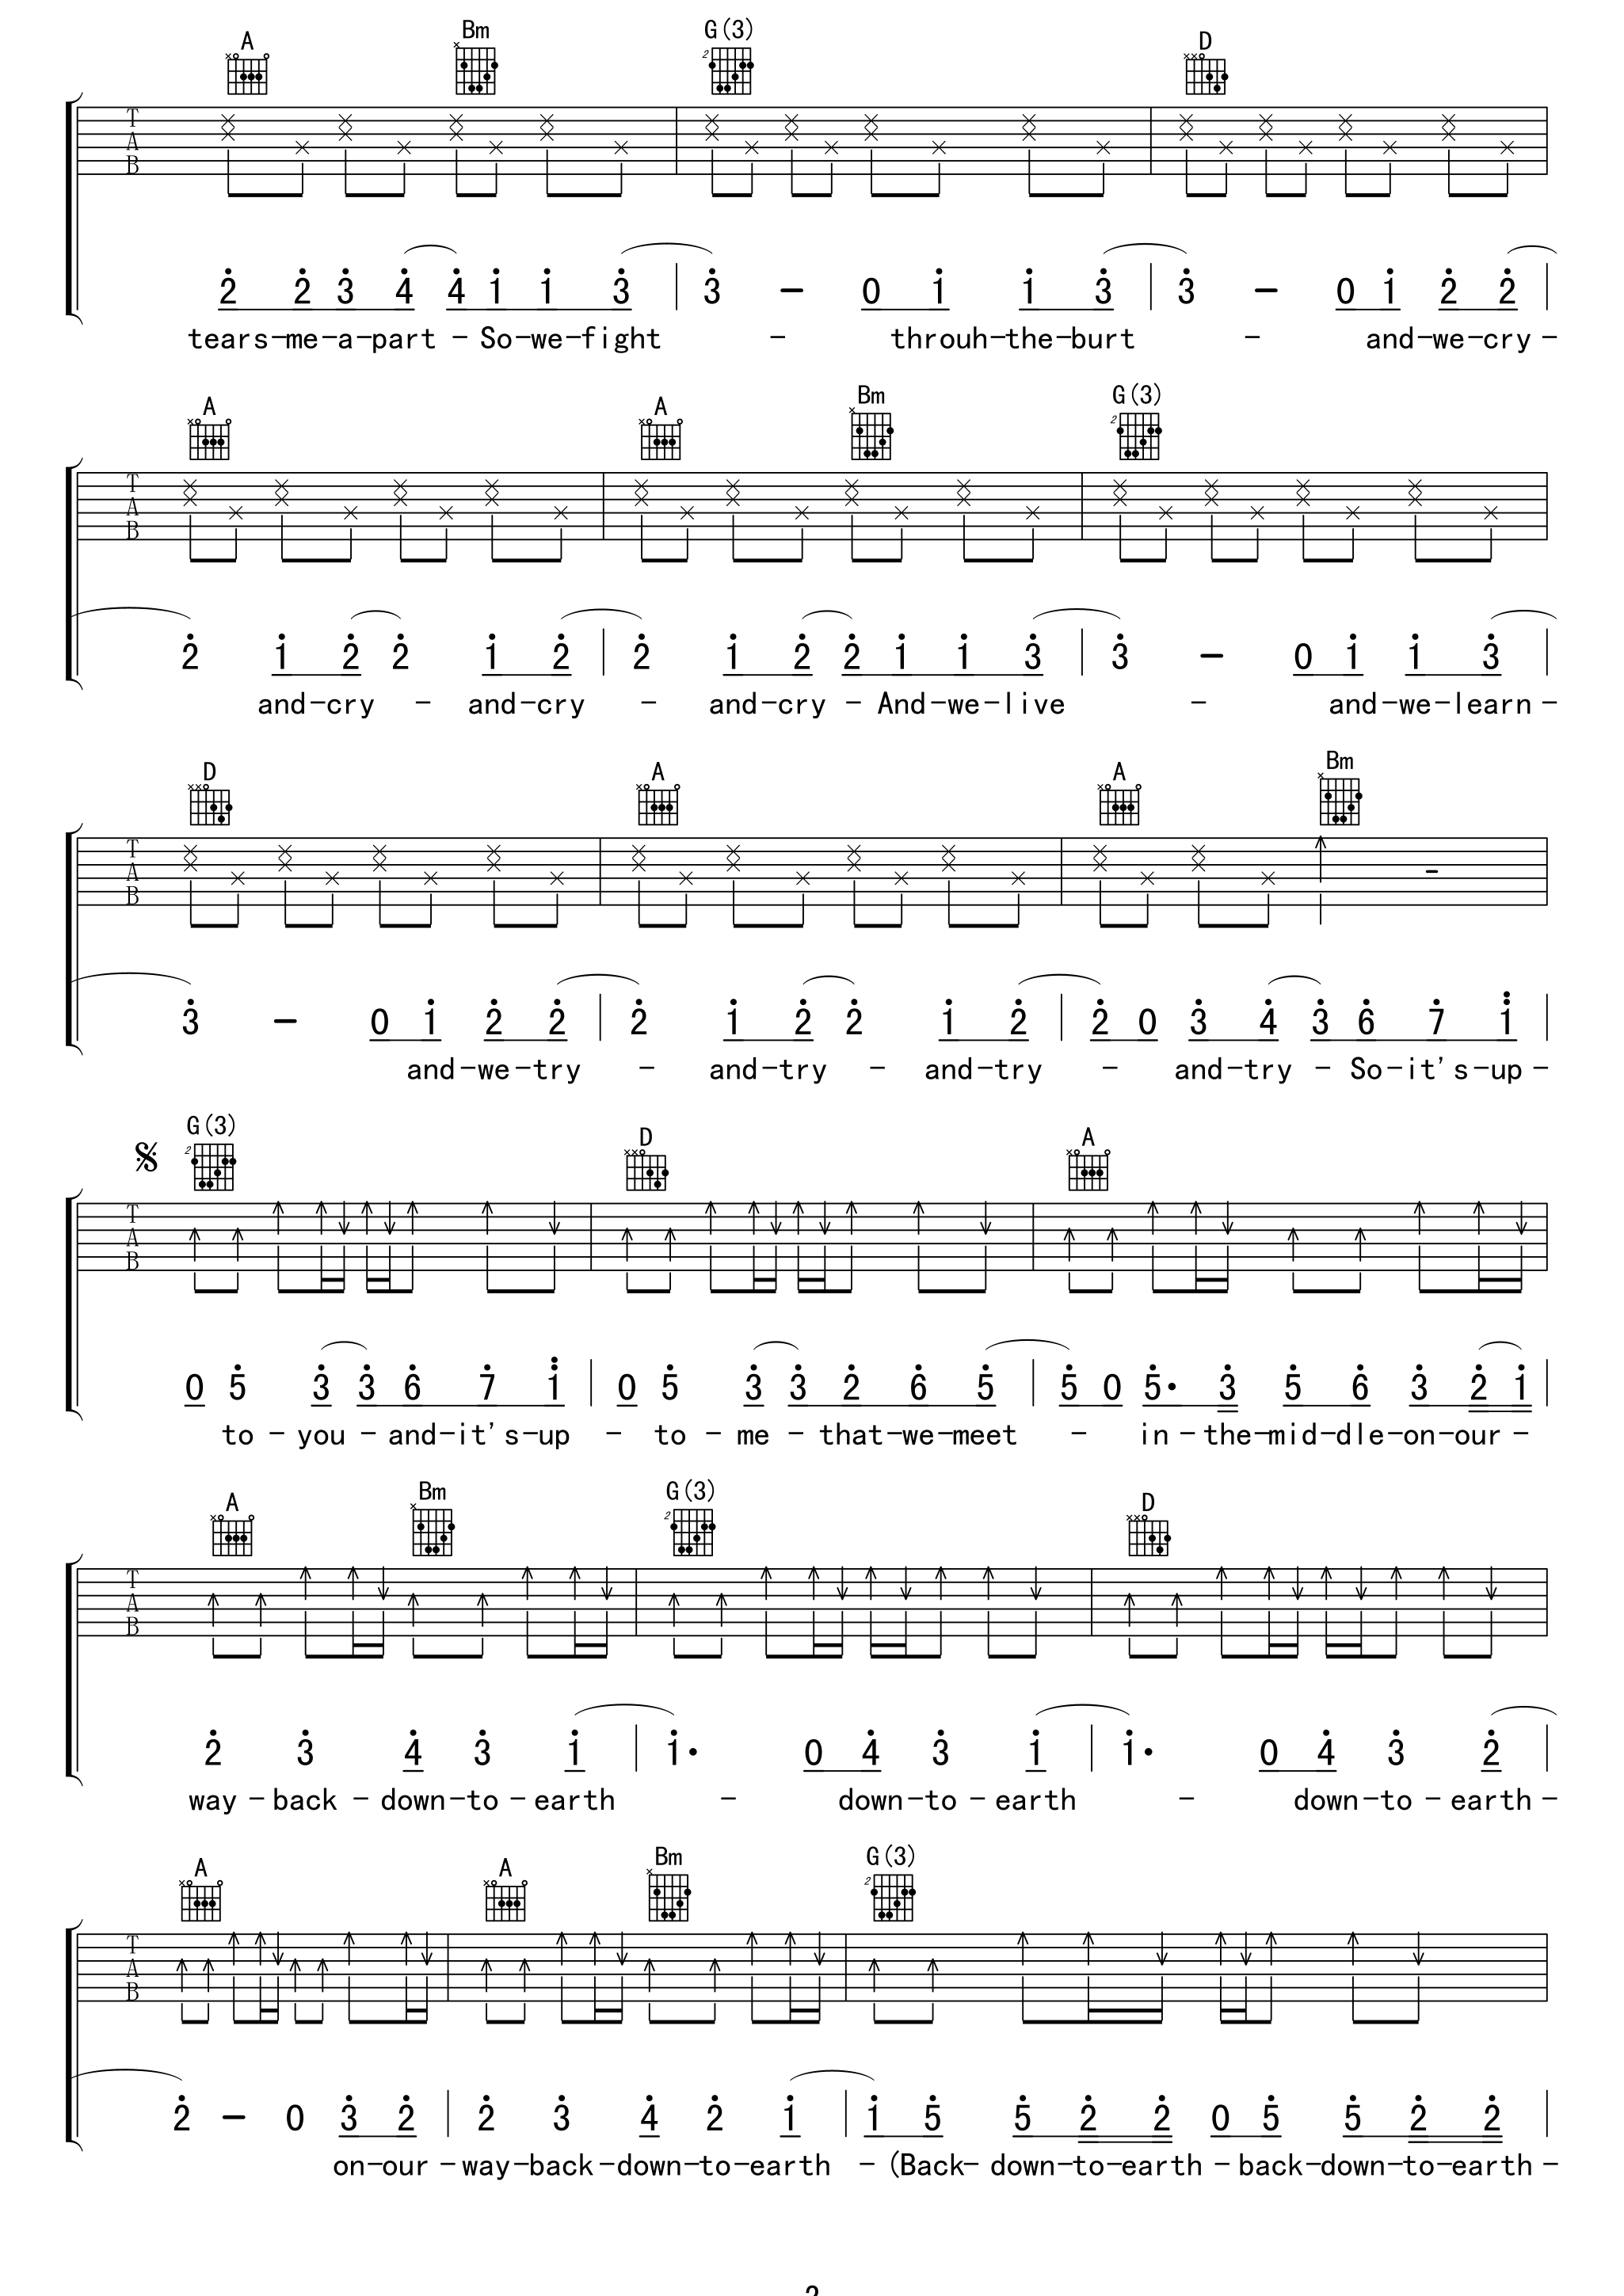 A Bm G(3) D
T A B
2 2 3 4 4 1 1 3 | 3 – 0 1 1 3 | 3 – 0 1 2 2 |
tears-me-a-part - So-we-fight - throuh-the-burt - and-we-cry -
A A Bm G(3)
T A B
2 1 2 2 1 2 | 2 1 2 2 1 1 3 | 3 – 0 1 1 3 |
and-cry - and-cry - and-cry - And-we-live - and-we-learn -
D A A Bm
T A B
3 – 0 1 2 2 | 2 1 2 2 1 2 | 2 0 3 4 3 6 7 1 |
and-we-try - and-try - and-try - and-try - So-it's-up -
G(3) D A
T A B
0 5 3 3 6 7 1 | 0 5 3 3 2 6 5 | 5 0 5· 3 5 6 3 2 1 |
to - you - and-it's-up - to - me - that-we-meet - in - the-mid-dle-on-our -
A Bm G(3) D
T A B
2 3 4 3 1 | 1· 0 4 3 1 | 1· 0 4 3 2 |
way - back - down-to - earth - down-to - earth - down-to - earth -
A A Bm G(3)
T A B
2 – 0 3 2 | 2 3 4 2 1 | 1 5 5 2 2 0 5 5 2 2 |
on-our - way-back-down-to-earth - (Back- down-to-earth - back-down-to-earth -